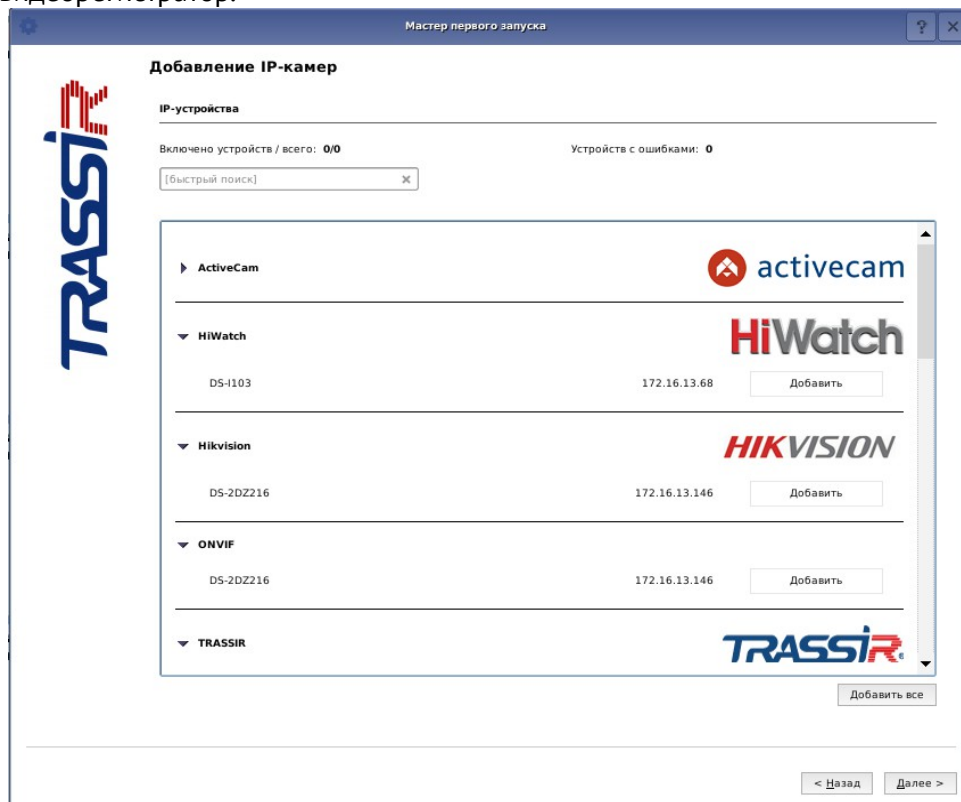 видеорегистратор.
Мастер первого запуска
?
Добавление IP-камер
TRASSIR
IP-устройства
Включено устройств / всего: 0/0
Устройств с ошибками: 0
[быстрый поиск]
ActiveCam
activecam
HiWatch
HiWatch
DS-I103 172.16.13.68 Добавить
Hikvision
HIKVISION
DS-2DZ216 172.16.13.146 Добавить
ONVIF
DS-2DZ216 172.16.13.146 Добавить
TRASSIR
TRASSIR
Добавить все
< Назад Далее >